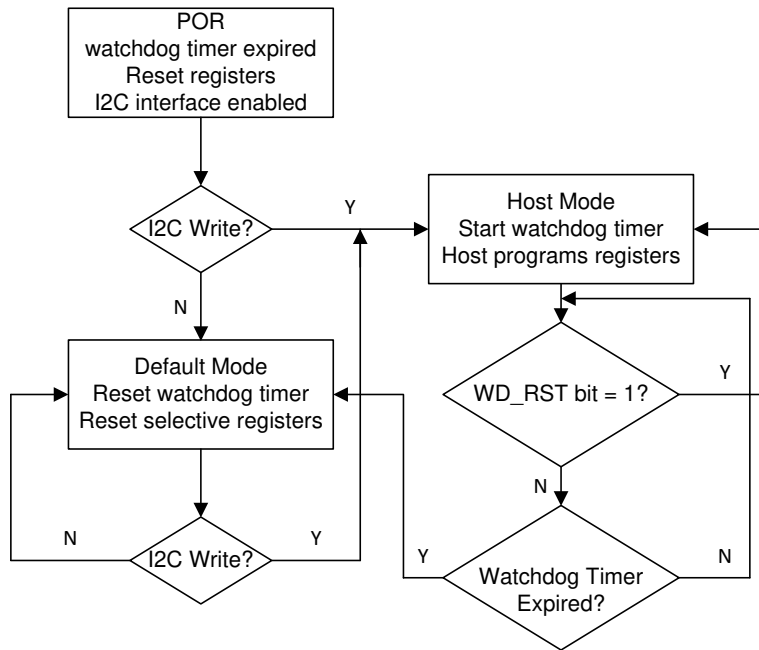 POR
watchdog timer expired
Reset registers
I2C interface enabled
I2C Write?
Y
N
Host Mode
Start watchdog timer
Host programs registers
Default Mode
Reset watchdog timer
Reset selective registers
WD_RST bit = 1?
Y
N
I2C Write?
N
Y
Watchdog Timer
Expired?
Y
N